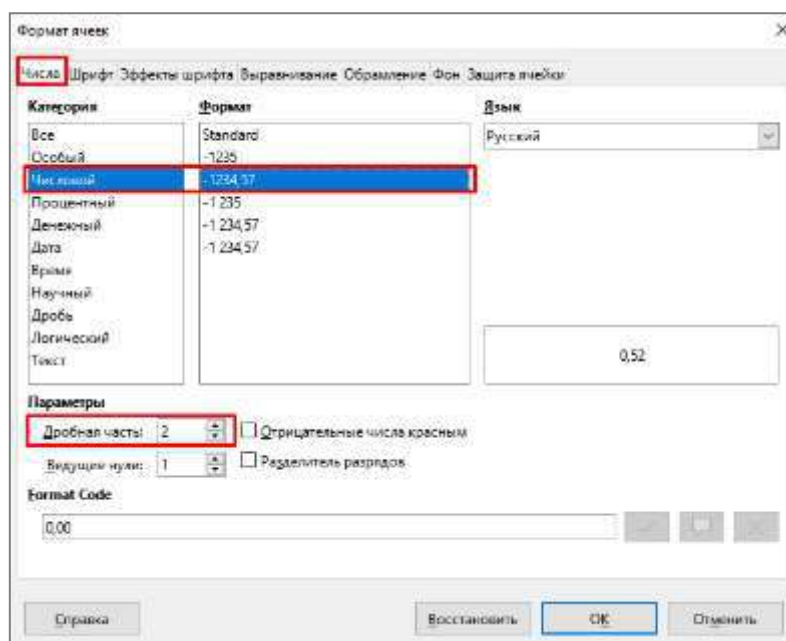 Формат ячеек
Числа Шрифт Эффекты шрифта Выравнивание Обрамление Фон Защита ячейки
Категория Формат Язык
Все Standard Русский
Особый -1235
Числовой -1234,57
Процентный -1 235
Денежный -1 234,57
Дата -1 234,57
Время
Научный
Дробь
Логический
Текст
0,52
Параметры
Дробная часть: 2 Отрицательные числа красным
Ведущие нули: 1 Разделитель разрядов
Format Code
0,00
Справка Восстановить ОК Отменить